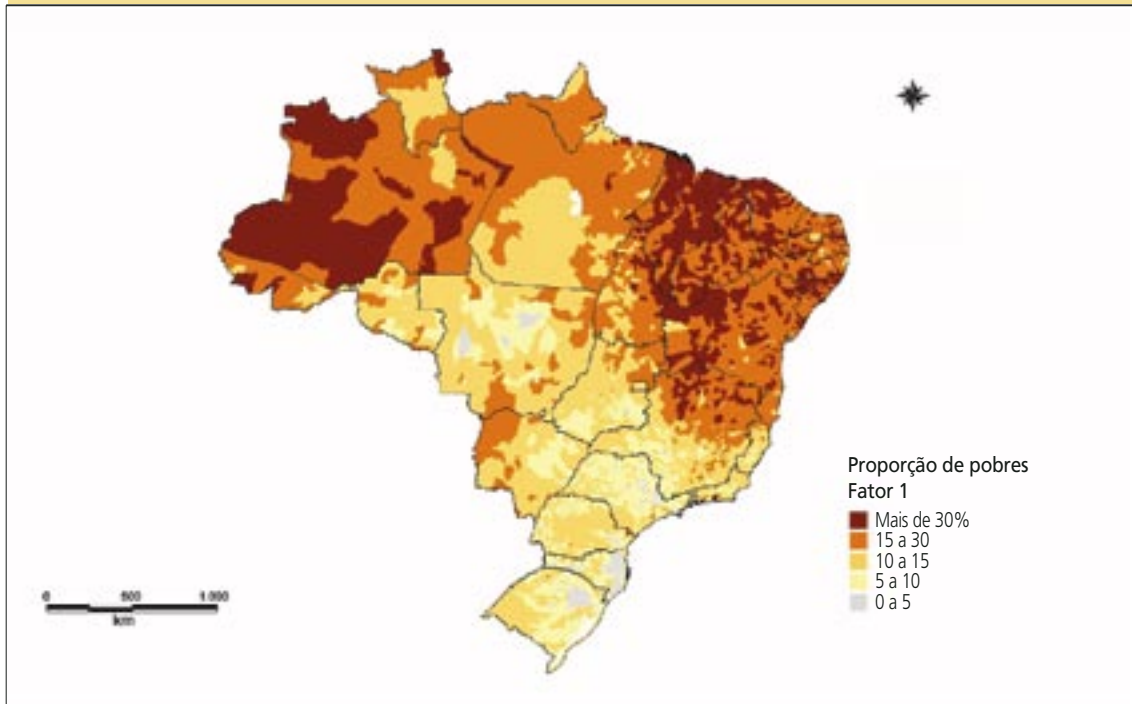 Proporção de pobres
Fator 1
Mais de 30%
15 a 30
10 a 15
5 a 10
0 a 5
0 500 1.000
km